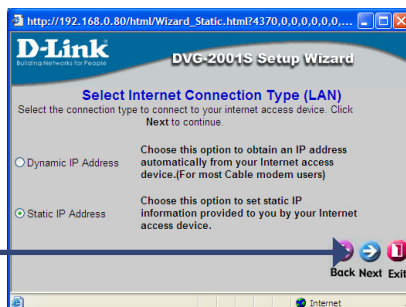 http://192.168.0.80/html/Wizard_Static.html?4370,0,0,0,0,0,0,...
D-Link
Building Networks for People
DVG-2001S Setup Wizard
Select Internet Connection Type (LAN)
Select the connection type to connect to your internet access device. Click
Next to continue.
Dynamic IP Address
Choose this option to obtain an IP address
automatically from your Internet access
device.(For most Cable modem users)
Static IP Address
Choose this option to set static IP
information provided to you by your Internet
access device.
Back Next Exit
Internet